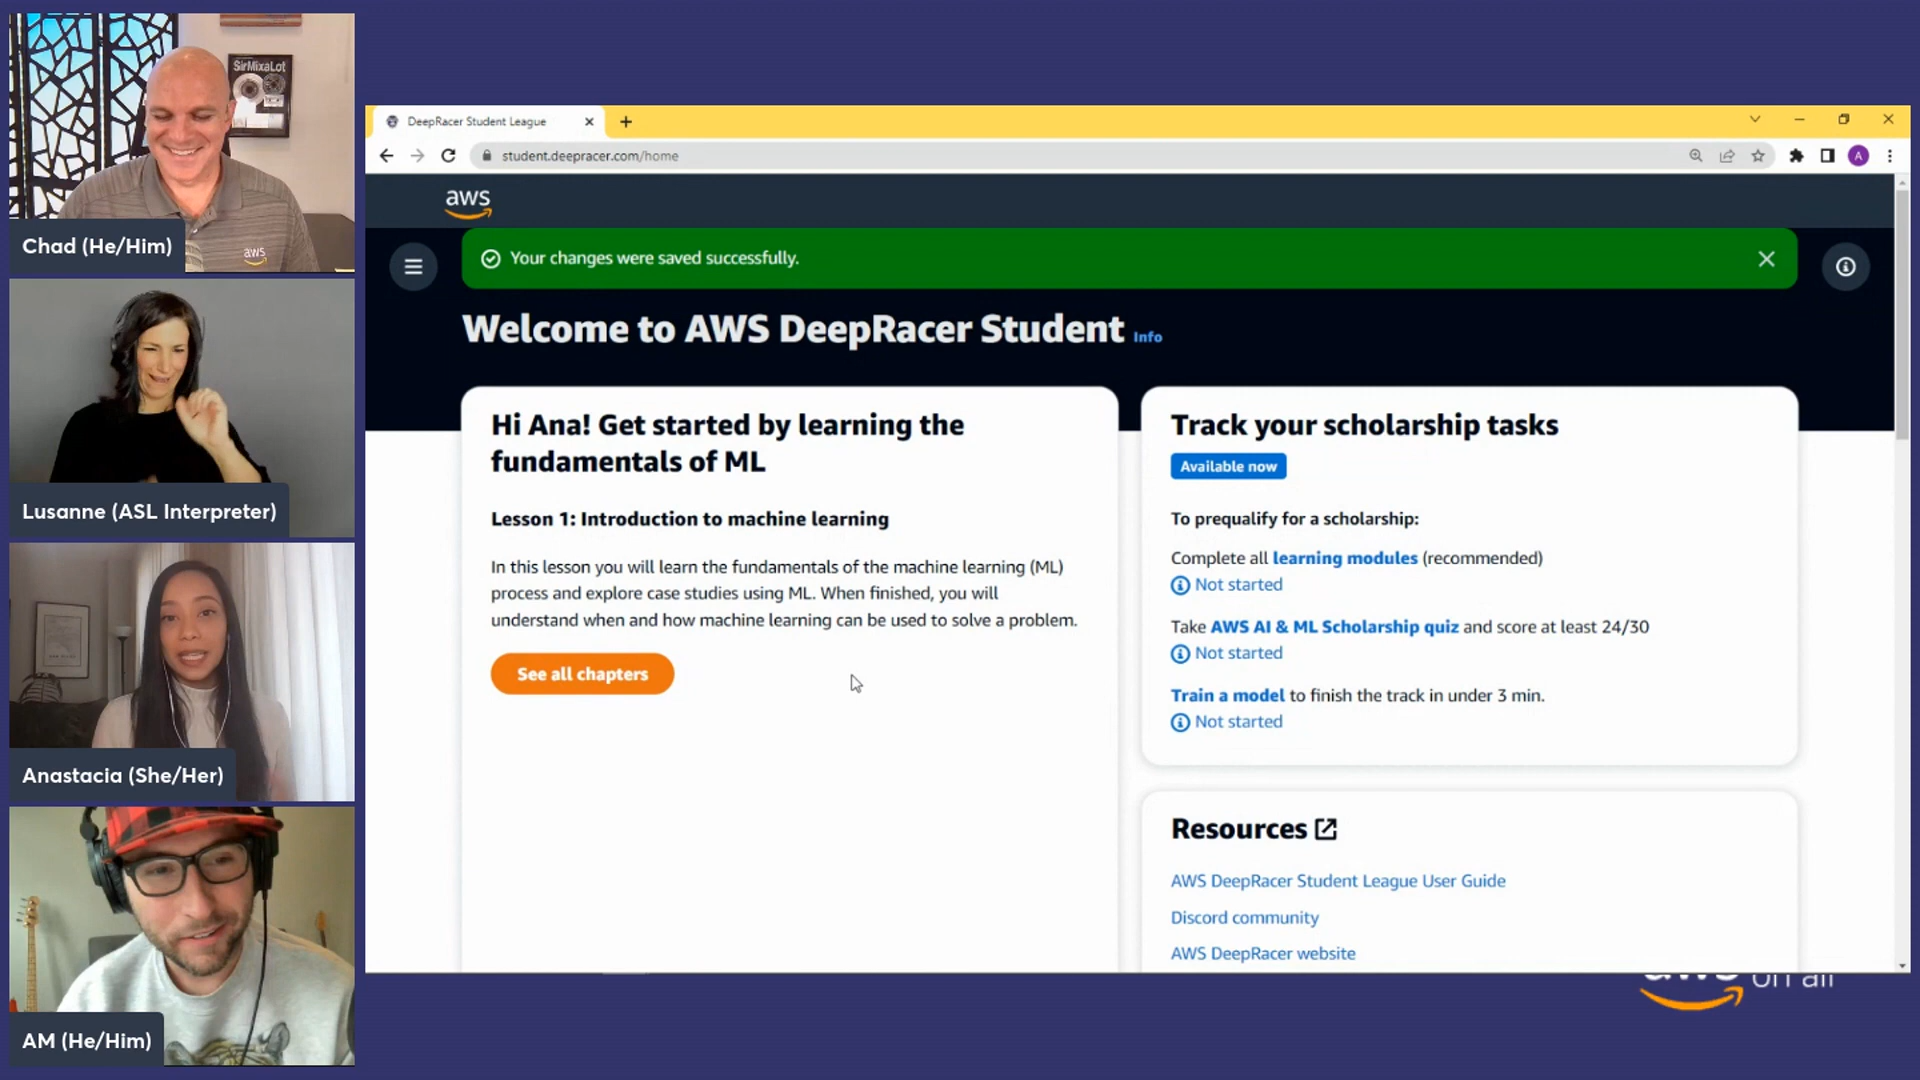 SirMixaLot
aws
Chad (He/Him)
Lusanne (ASL Interpreter)
Anastacia (She/Her)
AM (He/Him)
DeepRacer Student League
student.deepracer.com/home
A
aws
Your changes were saved successfully.
Welcome to AWS DeepRacer Student Info
Hi Ana! Get started by learning the
fundamentals of ML
Lesson 1: Introduction to machine learning
In this lesson you will learn the fundamentals of the machine learning (ML)
process and explore case studies using ML. When finished, you will
understand when and how machine learning can be used to solve a problem.
See all chapters
Track your scholarship tasks
Available now
To prequalify for a scholarship:
Complete all learning modules (recommended)
Not started
Take AWS AI & ML Scholarship quiz and score at least 24/30
Not started
Train a model to finish the track in under 3 min.
Not started
Resources
AWS DeepRacer Student League User Guide
Discord community
AWS DeepRacer website
aws on air